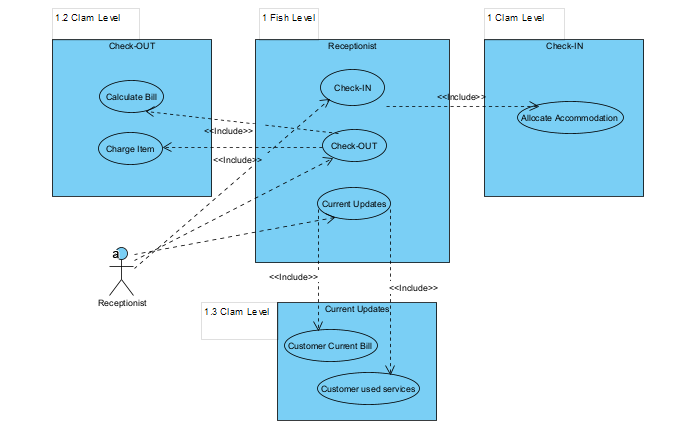 1.2 Clam Level
1 Fish Level
1 Clam Level
Check-OUT
Receptionist
Check-IN
Calculate Bill
Check-IN
<<Include>>
Allocate Accommodation
<<Include>>
Charge Item
Check-OUT
<<Include>>
Current Updates
a
Receptionist
<<Include>>
<<Include>>
1.3 Clam Level
Current Updates
Customer Current Bill
Customer used services